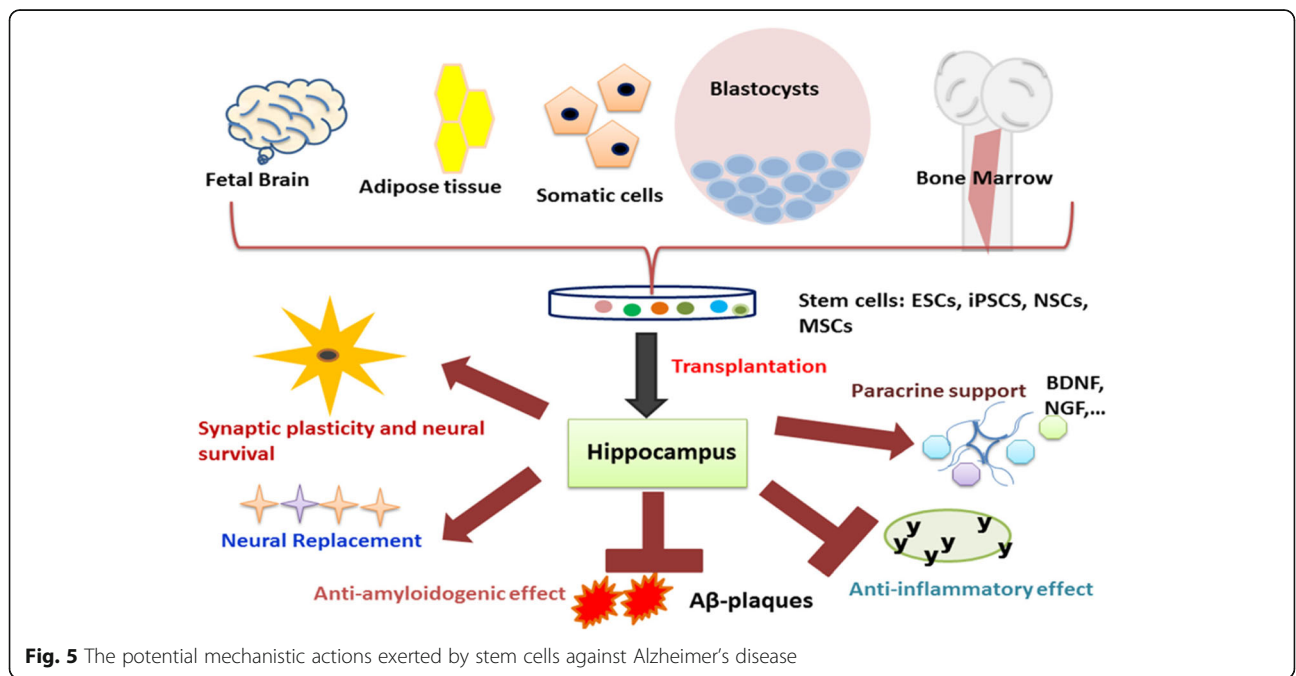 Fetal Brain
Adipose tissue
Somatic cells
Blastocysts
Bone Marrow
Stem cells: ESCs, iPSCS, NSCs,
MSCs
Transplantation
Paracrine support
BDNF,
NGF,...
Synaptic plasticity and neural
survival
Hippocampus
Neural Replacement
y
y
y
y
y
y
Anti-amyloidogenic effect
Aβ-plaques
Anti-inflammatory effect
Fig. 5 The potential mechanistic actions exerted by stem cells against Alzheimer's disease